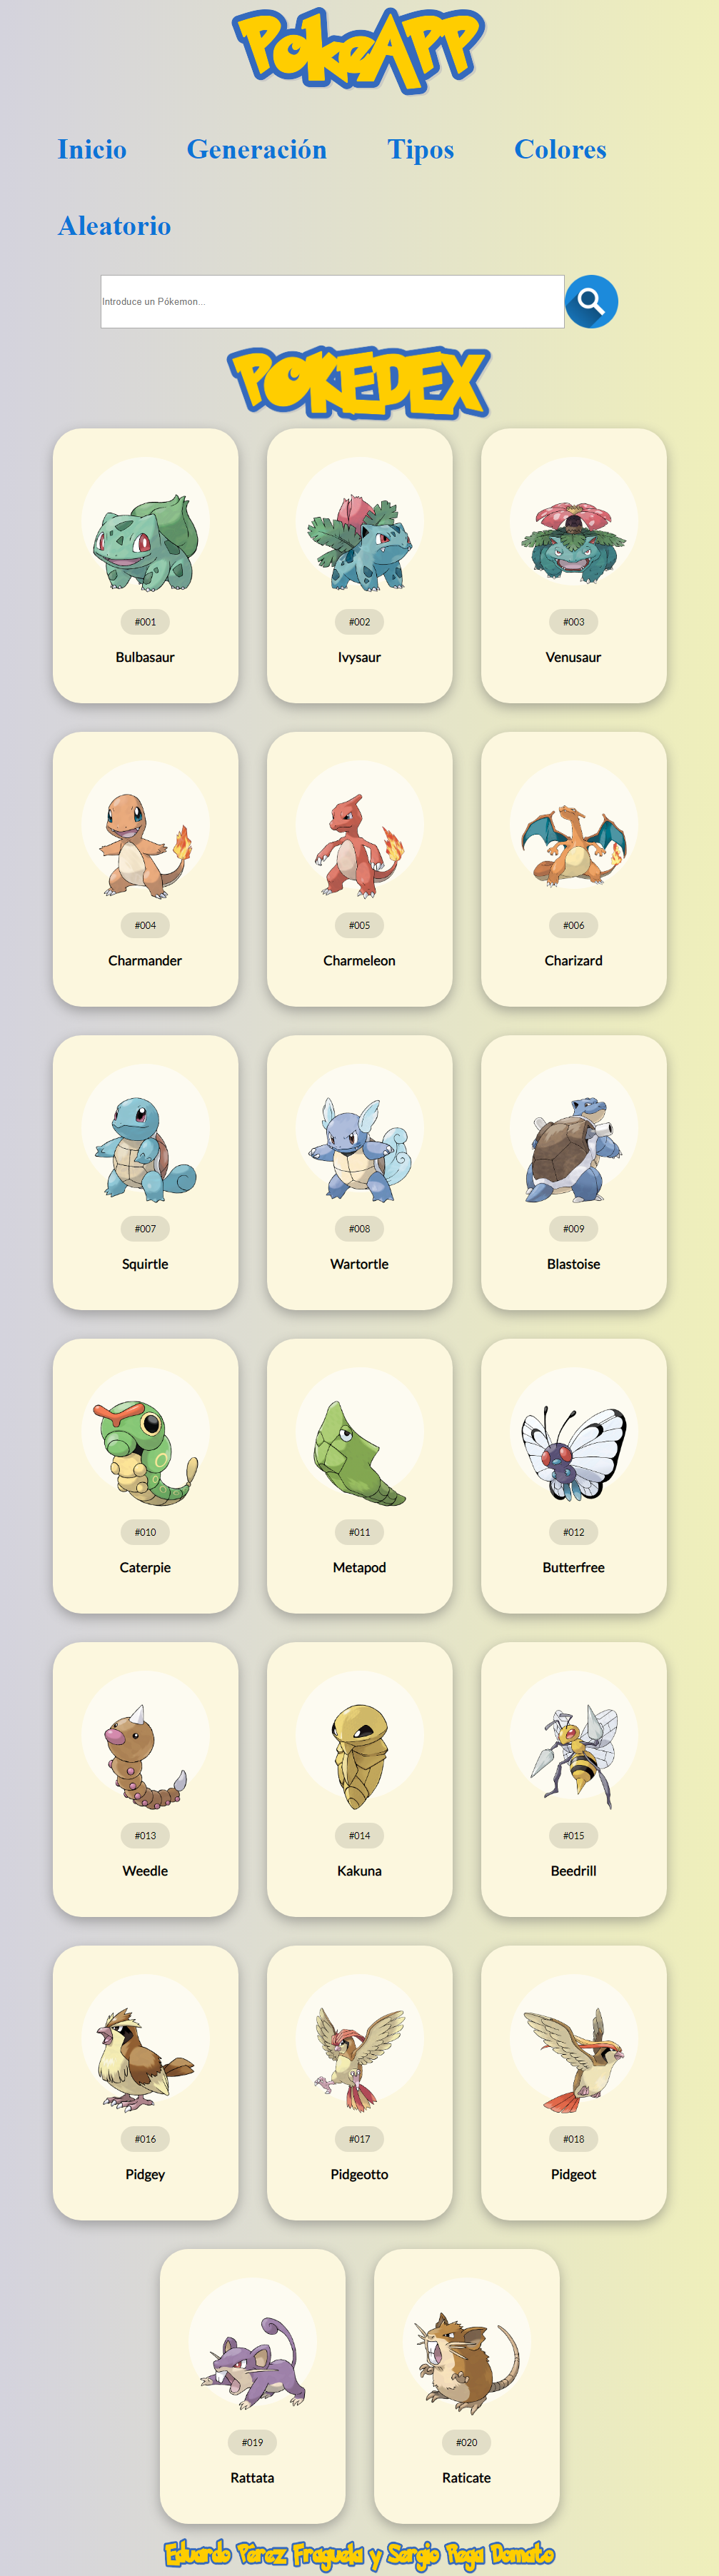 PokeApp
Inicio Generación Tipos Colores
Aleatorio
Introduce un Pókemon...
POKEDEX
#001 #002 #003
Bulbasaur Ivysaur Venusaur
#004 #005 #006
Charmander Charmeleon Charizard
#007 #008 #009
Squirtle Wartortle Blastoise
#010 #011 #012
Caterpie Metapod Butterfree
#013 #014 #015
Weedle Kakuna Beedrill
#016 #017 #018
Pidgey Pidgeotto Pidgeot
#019 #020
Rattata Raticate
Eduardo Pérez Fraguela y Sergio Rega Domato